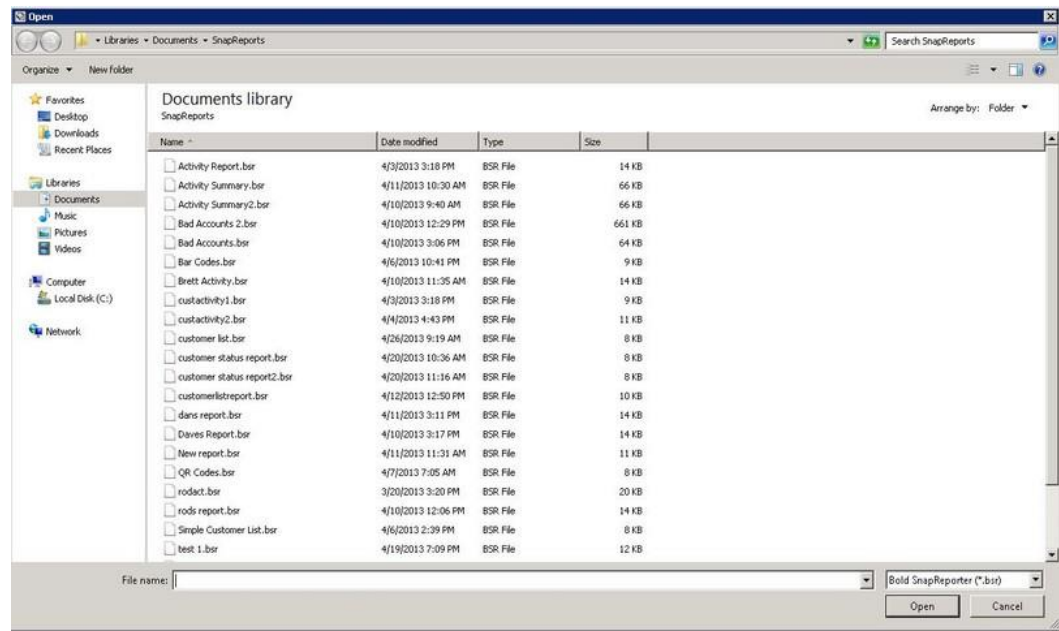 Open
Libraries Documents SnapReports Search SnapReports
Organize New folder
Favorites
Desktop
Downloads
Recent Places
Libraries
Documents
Music
Pictures
Videos
Computer
Local Disk (C:)
Network
Documents library
SnapReports
Arrange by: Folder
Name Date modified Type Size
Activity Report.bsr 4/3/2013 3:18 PM BSR File 14 KB
Activity Summary.bsr 4/11/2013 10:30 AM BSR File 66 KB
Activity Summary2.bsr 4/10/2013 9:40 AM BSR File 66 KB
Bad Accounts 2.bsr 4/10/2013 12:29 PM BSR File 661 KB
Bad Accounts.bsr 4/10/2013 3:06 PM BSR File 64 KB
Bar Codes.bsr 4/6/2013 10:41 PM BSR File 9 KB
Brett Activity.bsr 4/10/2013 11:35 AM BSR File 14 KB
custactivity1.bsr 4/3/2013 3:18 PM BSR File 9 KB
custactivity2.bsr 4/4/2013 4:43 PM BSR File 11 KB
customer list.bsr 4/26/2013 9:19 AM BSR File 8 KB
customer status report.bsr 4/20/2013 10:36 AM BSR File 8 KB
customer status report2.bsr 4/20/2013 11:16 AM BSR File 8 KB
customerlistreport.bsr 4/12/2013 12:50 PM BSR File 10 KB
dans report.bsr 4/11/2013 3:11 PM BSR File 14 KB
Daves Report.bsr 4/10/2013 3:17 PM BSR File 14 KB
New report.bsr 4/11/2013 11:31 AM BSR File 11 KB
QR Codes.bsr 4/7/2013 7:05 AM BSR File 8 KB
rodact.bsr 3/20/2013 3:20 PM BSR File 20 KB
rods report.bsr 4/10/2013 12:06 PM BSR File 14 KB
Simple Customer List.bsr 4/6/2013 2:39 PM BSR File 8 KB
test 1.bsr 4/19/2013 7:09 PM BSR File 12 KB
File name: Bold SnapReporter (*.bsr)
Open Cancel